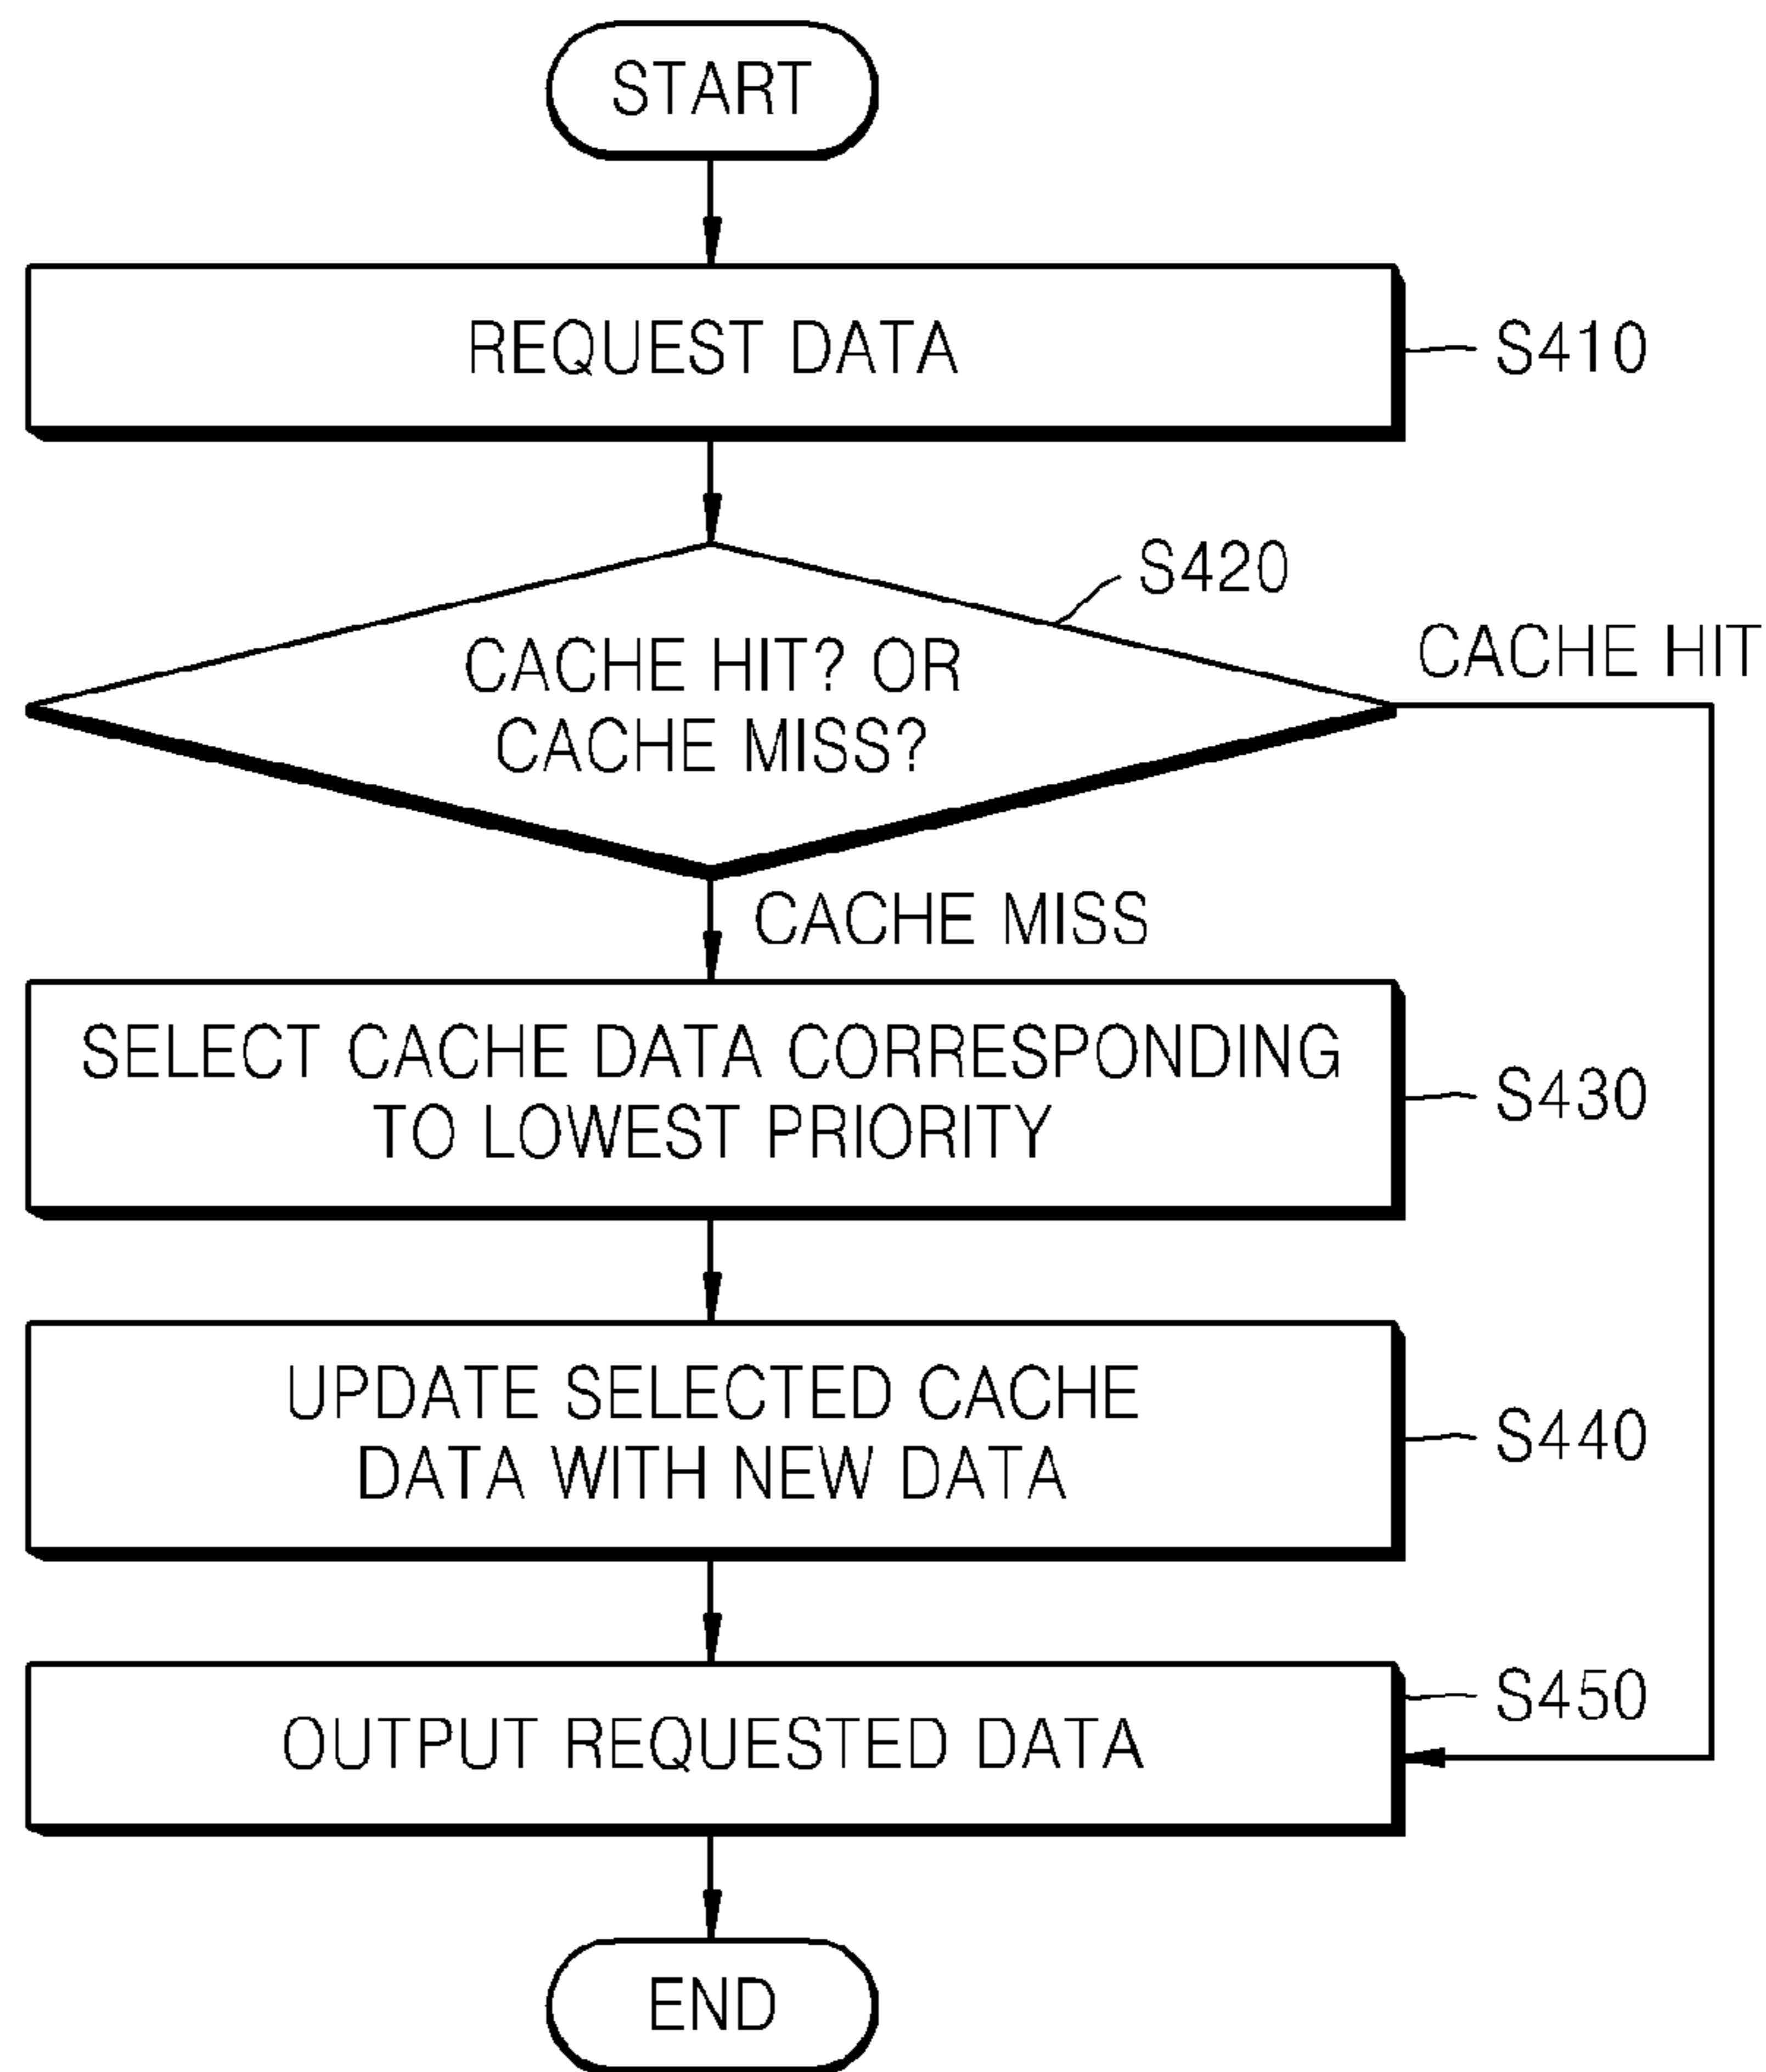 START
REQUEST DATA
S410
S420
CACHE HIT? OR
CACHE MISS?
CACHE HIT
CACHE MISS
SELECT CACHE DATA CORRESPONDING
TO LOWEST PRIORITY
S430
UPDATE SELECTED CACHE
DATA WITH NEW DATA
S440
OUTPUT REQUESTED DATA
S450
END